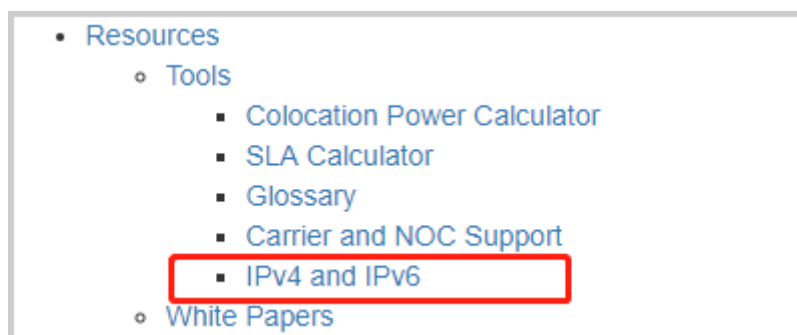 Resources
Tools
Colocation Power Calculator
SLA Calculator
Glossary
Carrier and NOC Support
IPv4 and IPv6
White Papers